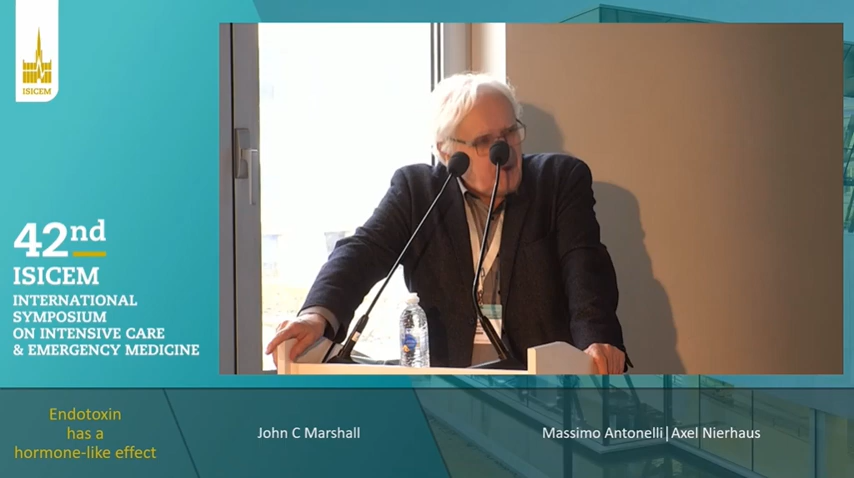 ISICEM
42nd
ISICEM
INTERNATIONAL
SYMPOSIUM
ON INTENSIVE CARE
& EMERGENCY MEDICINE
Endotoxin
has a
hormone-like effect
John C Marshall
Massimo Antonelli|Axel Nierhaus